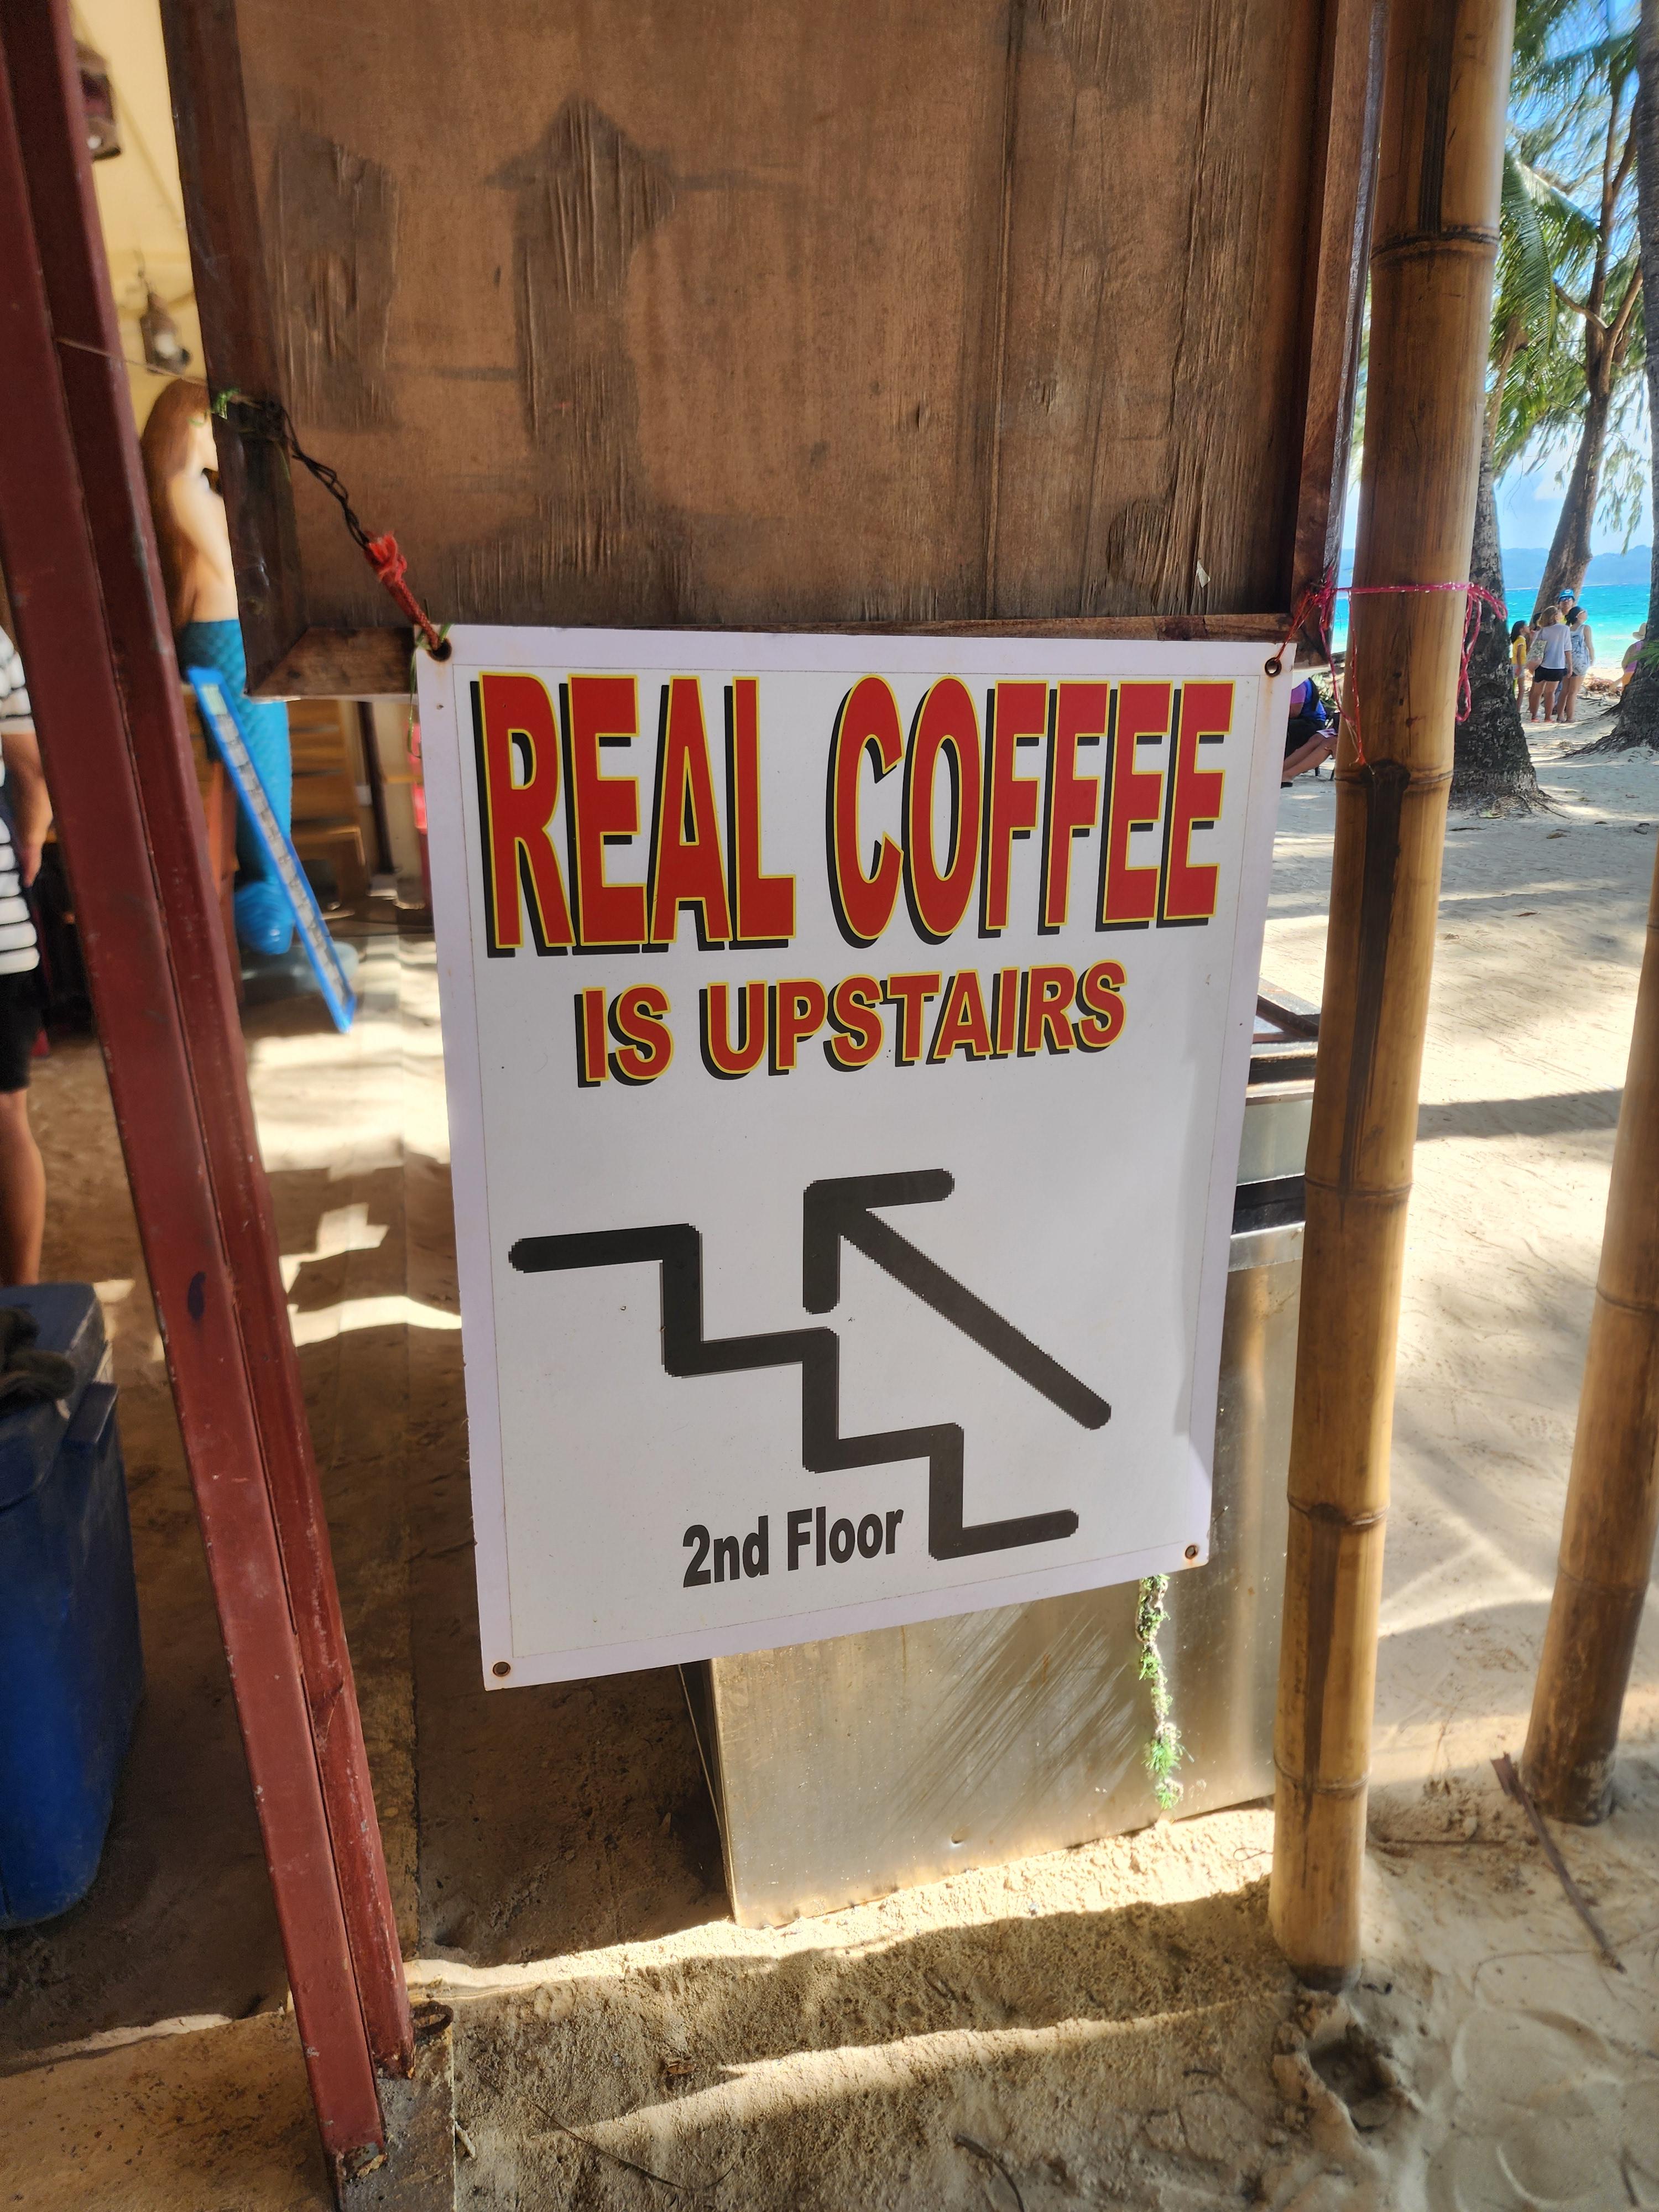 REAL COFFEE
IS UPSTAIRS
2nd Floor